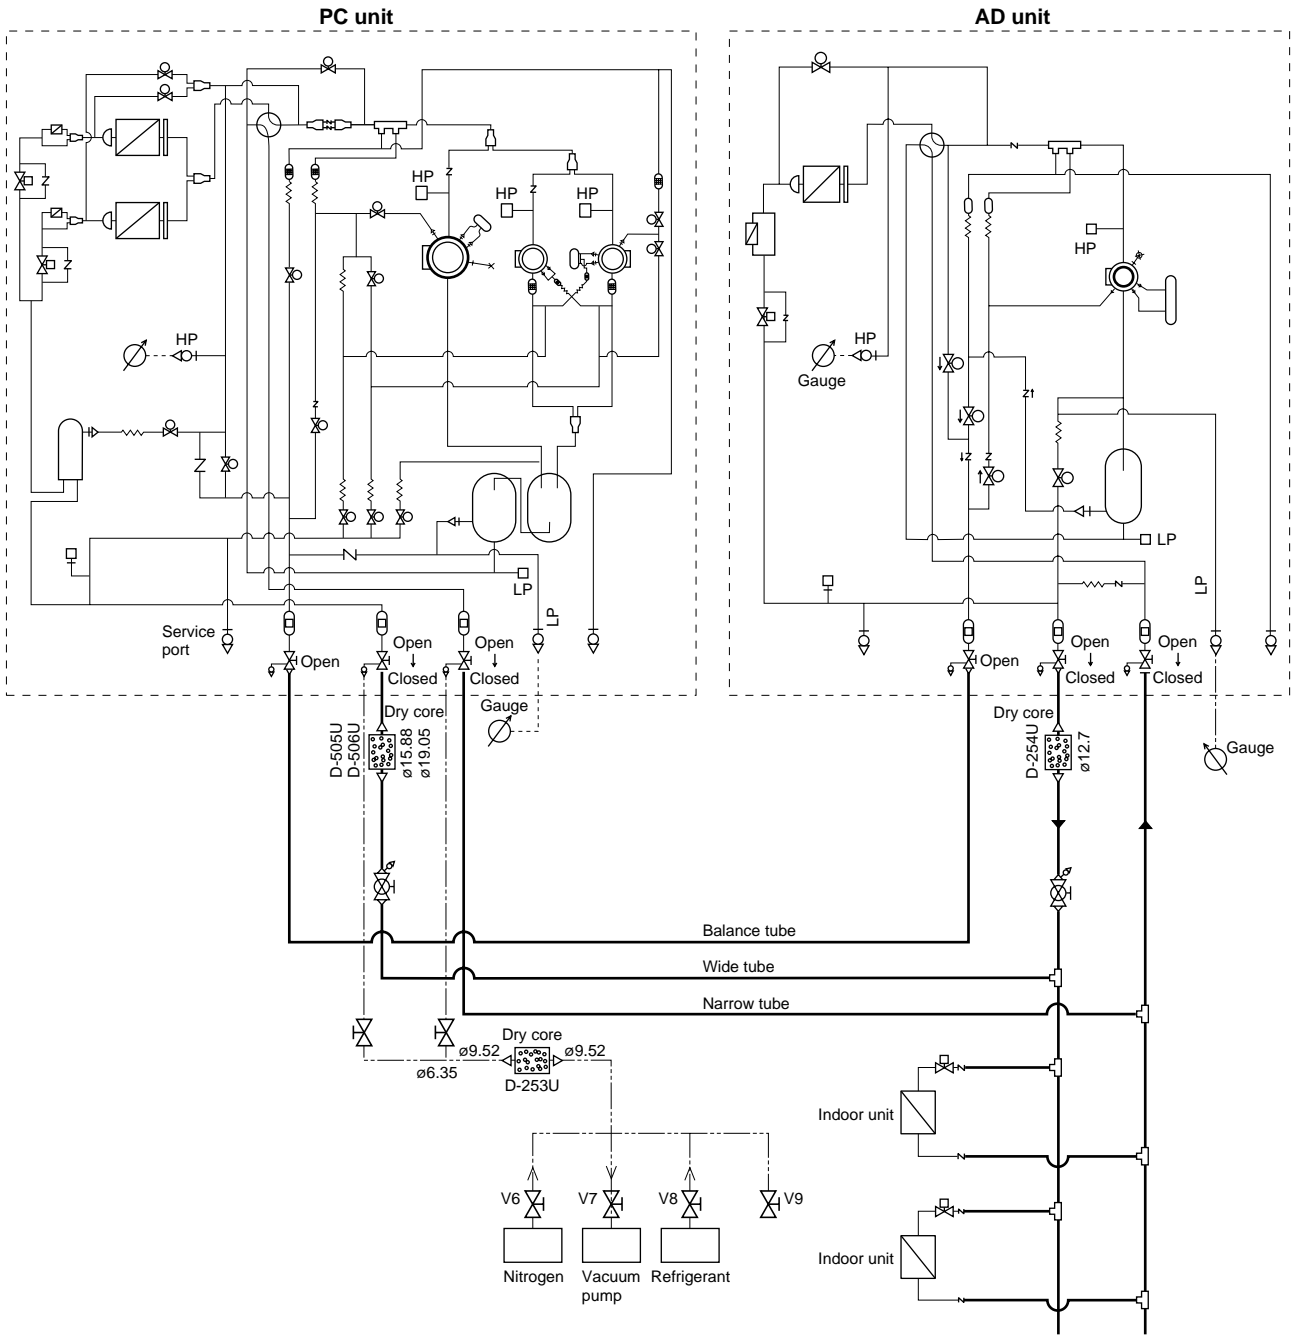 PC unit
AD unit
HP
HP
HP
HP
HP
HP
Gauge
LP
LP
LP
LP
Service
port
Open
Open
Closed
Open
Closed
Gauge
Open
Open
Closed
Open
Closed
Gauge
Dry core
D-505U
D-506U
ø15.88
ø19.05
Dry core
D-254U
ø12.7
Balance tube
Wide tube
Narrow tube
Dry core
ø9.52
ø9.52
ø6.35
D-253U
Indoor unit
V6
V7
V8
V9
Indoor unit
Nitrogen
Vacuum
pump
Refrigerant